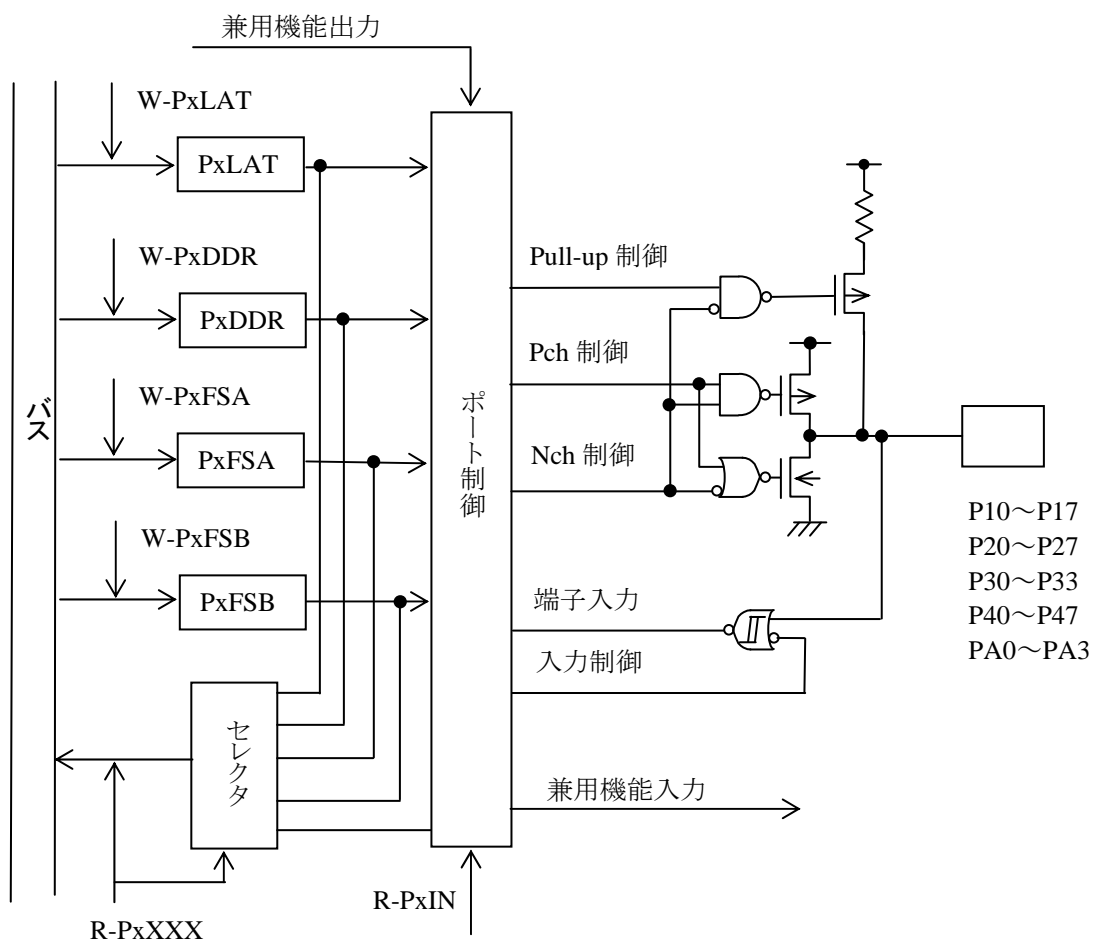 兼用機能出力
W-PxLAT
PxLAT
W-PxDDR
PxDDR
W-PxFSA
PxFSA
W-PxFSB
PxFSB
バス
セレクタ
R-PxXXX
ポート制御
R-PxIN
Pull-up 制御
Pch 制御
Nch 制御
端子入力
入力制御
兼用機能入力
P10～P17
P20～P27
P30～P33
P40～P47
PA0～PA3